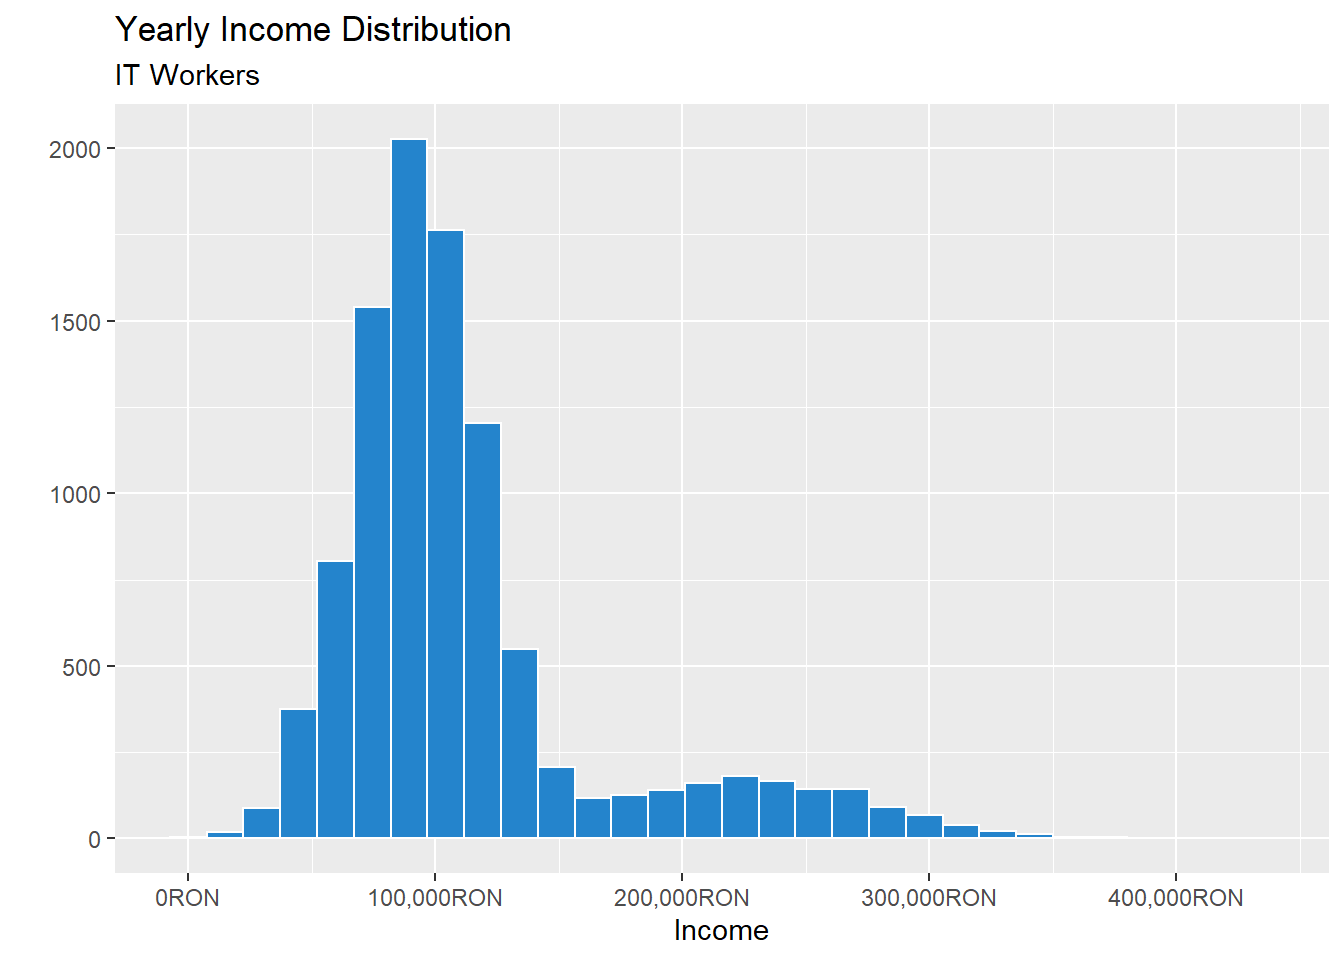 Yearly Income Distribution
IT Workers
2000
1500
1000
500
0
0RON 100,000RON 200,000RON 300,000RON 400,000RON
Income